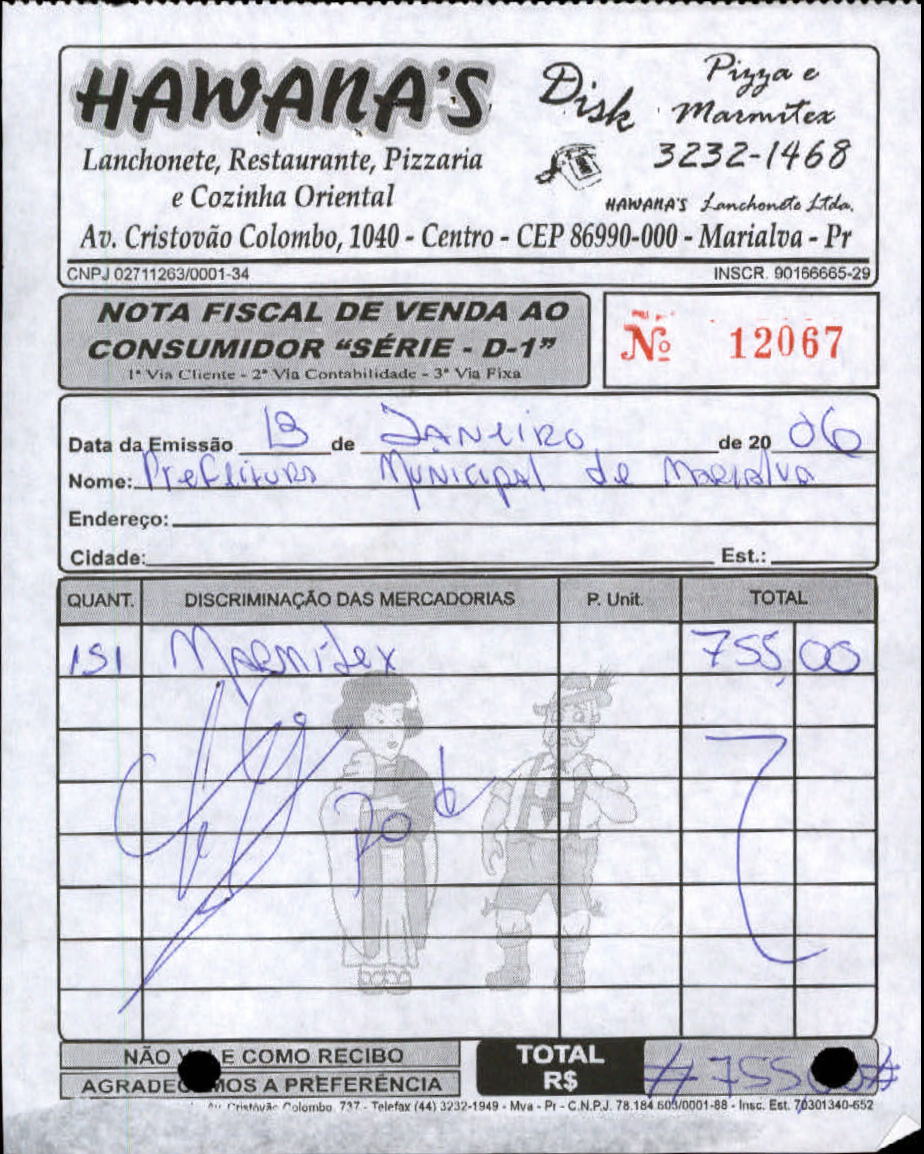 HAWANA'S
Disk
Pizza e
Marmitex
3232-1468
Lanchonete, Restaurante, Pizzaria
e Cozinha Oriental
HAWANA'S Lanchonete Ltda.
Av. Cristovão Colombo, 1040 - Centro - CEP 86990-000 - Marialva - Pr
CNPJ 02711263/0001-34 INSCR. 90166665-29
NOTA FISCAL DE VENDA AO
CONSUMIDOR “SÉRIE - D-1”
1ª Via Cliente - 2ª Via Contabilidade - 3ª Via Fixa
Nº 12067
Data da Emissão 13 de Janeiro de 20 06
Nome: Prefeitura Municipal de Marialva
Endereço:
Cidade: Est.:
QUANT. DISCRIMINAÇÃO DAS MERCADORIAS P. Unit. TOTAL
151 Marmitex 755,00
NÃO E COMO RECIBO
A PREFERÊNCIA
TOTAL
R$
#755,00#
Av. Cristóvão Colombo, 737 - Telefax (44) 3232-1949 - Mva - Pr - C.N.P.J. 78.184.603/0001-88 - Insc. Est. 70301340-652